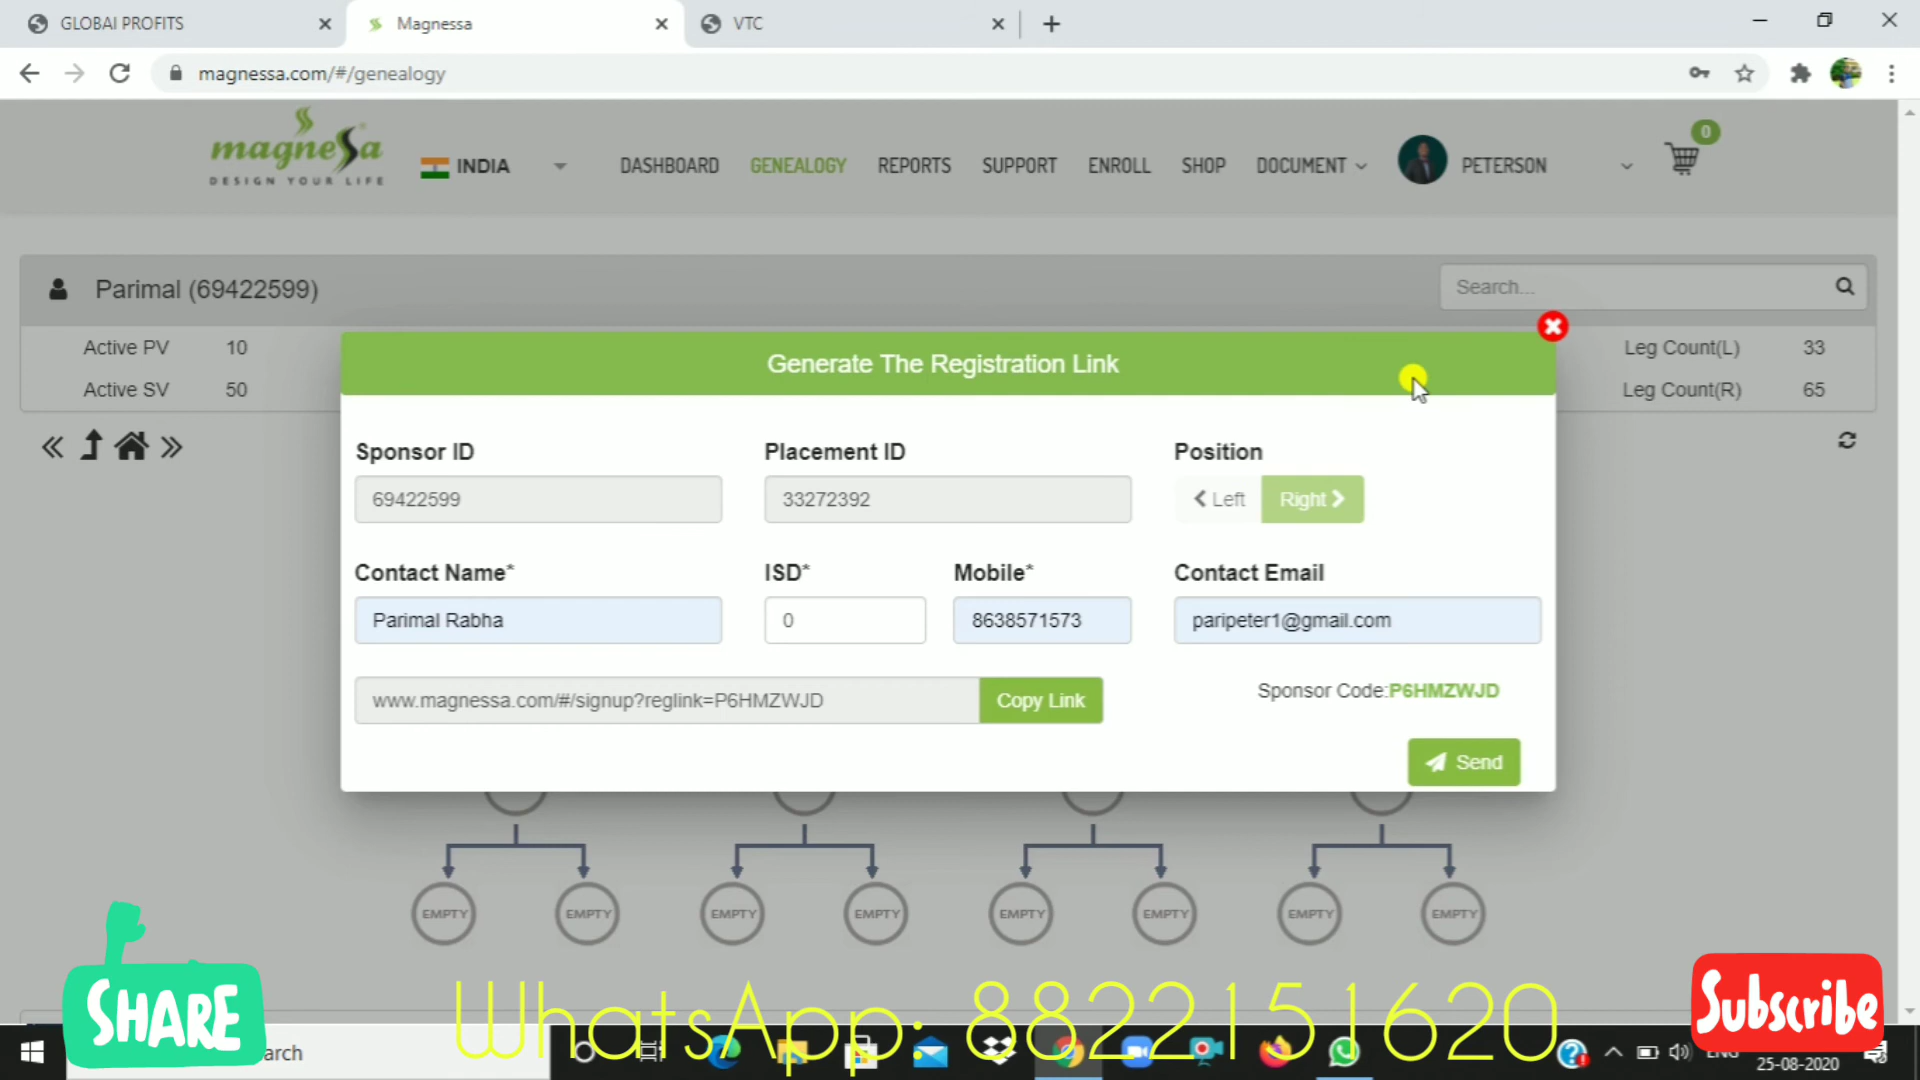 GLOBAI PROFITS
Magnessa
VTC
magnessa.com/#/genealogy
magnessa
DESIGN YOUR LIFE
INDIA
DASHBOARD
GENEALOGY
REPORTS
SUPPORT
ENROLL
SHOP
DOCUMENT
PETERSON
0
Parimal (69422599)
Search...
Active PV 10
Leg Count(L) 33
Active SV 50
Leg Count(R) 65
Generate The Registration Link
Sponsor ID
Placement ID
Position
69422599
33272392
Left
Right
Contact Name*
ISD*
Mobile*
Contact Email
Parimal Rabha
0
8638571573
paripeter1@gmail.com
www.magnessa.com/#/signup?reglink=P6HMZWJD
Copy Link
Sponsor Code:P6HMZWJD
Send
EMPTY EMPTY EMPTY EMPTY EMPTY EMPTY EMPTY EMPTY
SHARE
WhatsApp: 8822151620
Subscribe
arch
ENG
25-08-2020